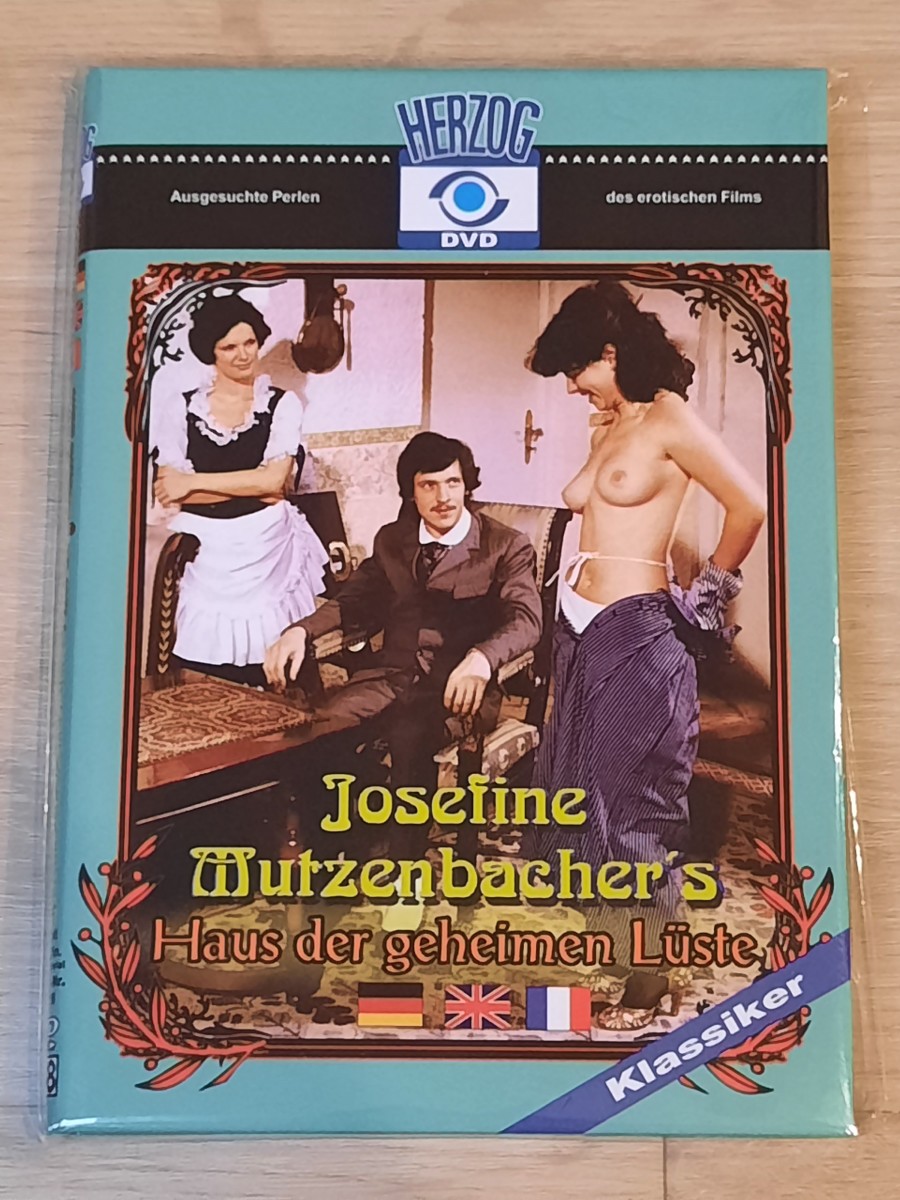 HERZOG
Ausgesuchte Perlen
des erotischen Films
DVD
Josefine
Mutzenbacher's
Haus der geheimen Lüste
Klassiker